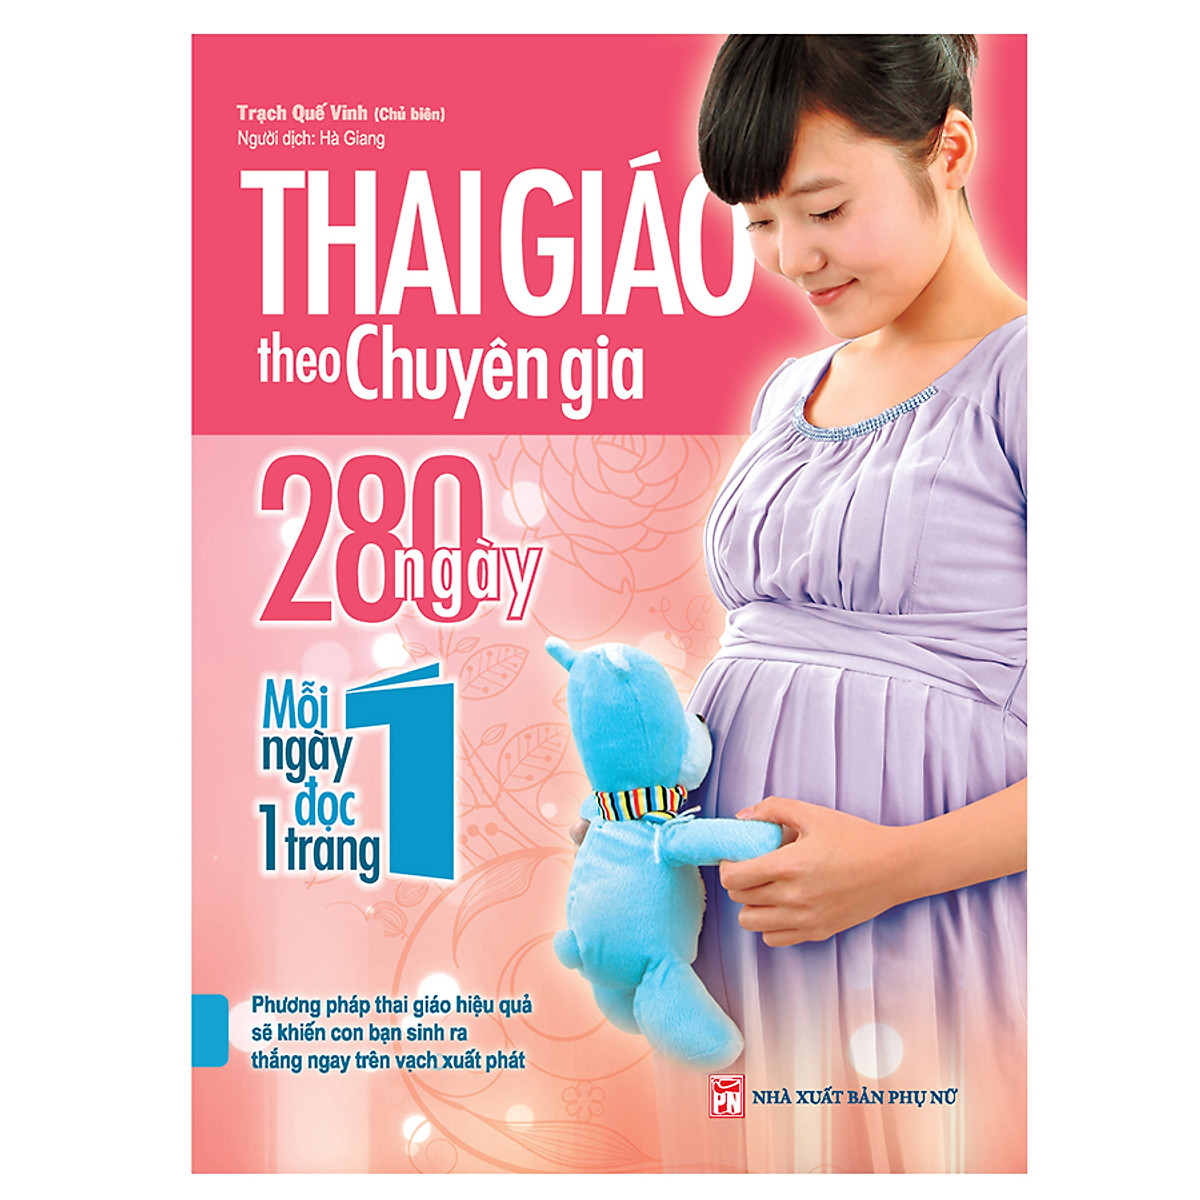 Trạch Quế Vinh (Chủ biên)
Người dịch: Hà Giang
THAI GIÁO
theo Chuyên gia
280 ngày
Mỗi
ngày
đọc
1 trang
1
Phương pháp thai giáo hiệu quả
sẽ khiến con bạn sinh ra
thắng ngay trên vạch xuất phát
PN
NHÀ XUẤT BẢN PHỤ NỮ